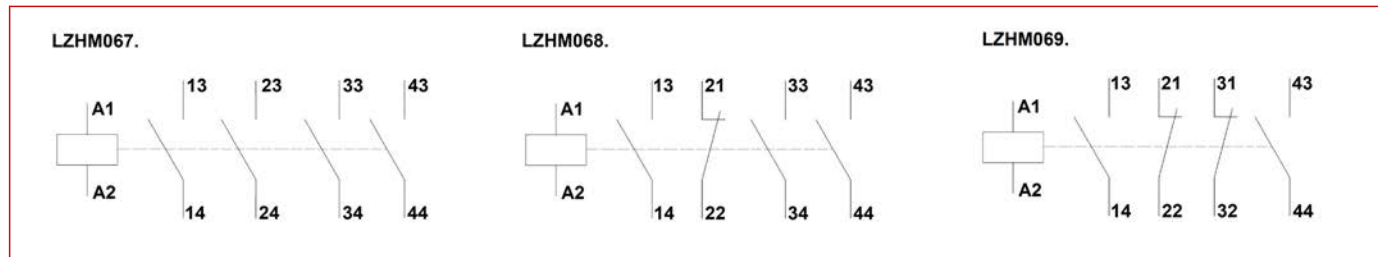 LZHM067.
13 23 33 43
A1
A2
14 24 34 44
LZHM068.
13 21 33 43
A1
A2
14 22 34 44
LZHM069.
13 21 31 43
A1
A2
14 22 32 44